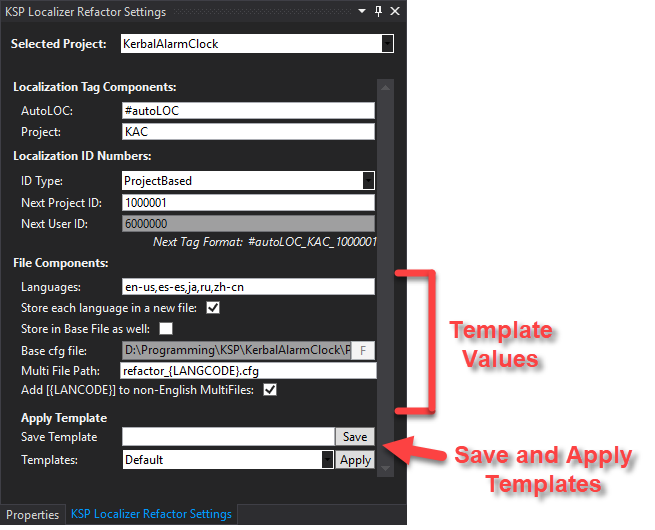 KSP Localizer Refactor Settings
Selected Project: KerbalAlarmClock
Localization Tag Components:
AutoLOC: #autoLOC
Project: KAC
Localization ID Numbers:
ID Type: ProjectBased
Next Project ID: 1000001
Next User ID: 6000000
Next Tag Format: #autoLOC_KAC_1000001
File Components:
Languages: en-us,es-es,ja,ru,zh-cn
Store each language in a new file:
Store in Base File as well:
Base cfg file: D:\Programming\KSP\KerbalAlarmClock\P F
Multi File Path: refactor_{LANGCODE}.cfg
Add [{LANCODE}] to non-English MultiFiles:
Template
Values
Apply Template
Save Template Save
Templates: Default Apply
Save and Apply
Templates
Properties KSP Localizer Refactor Settings